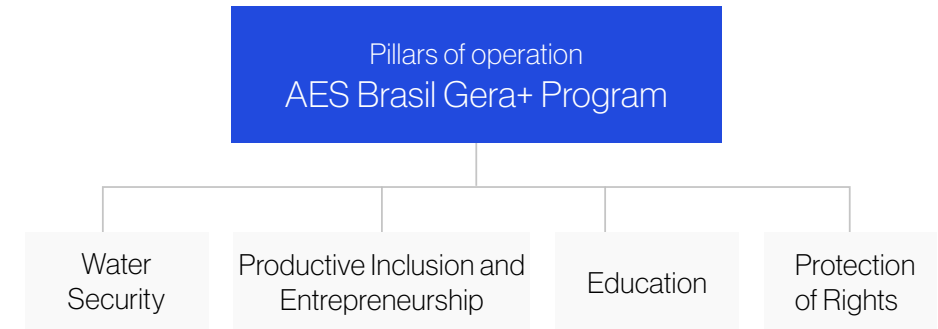 Pillars of operation
AES Brasil Gera+ Program
Water
Security
Productive Inclusion and
Entrepreneurship
Education
Protection
of Rights